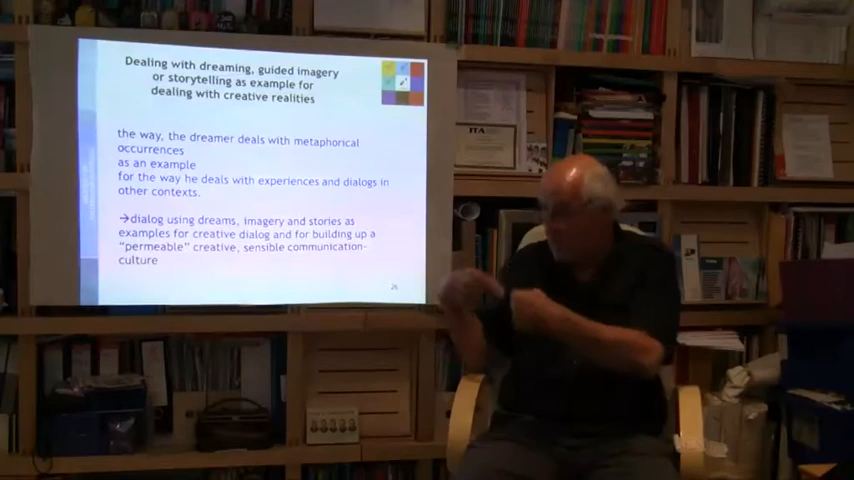 Dealing with dreaming, guided imagery
or storytelling as example for
dealing with creative realities
the way, the dreamer deals with metaphorical
occurrences
as an example
for the way he deals with experiences and dialogs in
other contexts.
→dialog using dreams, imagery and stories as
examples for creative dialog and for building up a
"permeable" creative, sensible communication-
culture
26
ITA